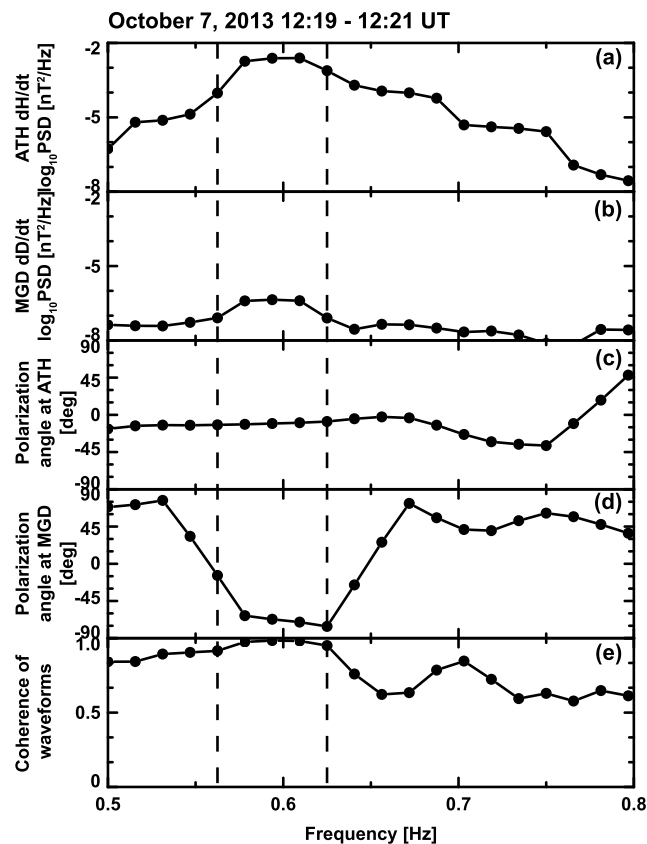 October 7, 2013 12:19 - 12:21 UT
ATH dH/dt
log10PSD [nT²/Hz]
-2
-5
-8
(a)
MGD dD/dt
log10PSD [nT²/Hz]
-2
-5
-8
(b)
Polarization
angle at ATH
[deg]
90
45
0
-45
-90
(c)
Polarization
angle at MGD
[deg]
90
45
0
-45
-90
(d)
Coherence of
waveforms
1.0
0.5
0
(e)
0.5 0.6 0.7 0.8
Frequency [Hz]